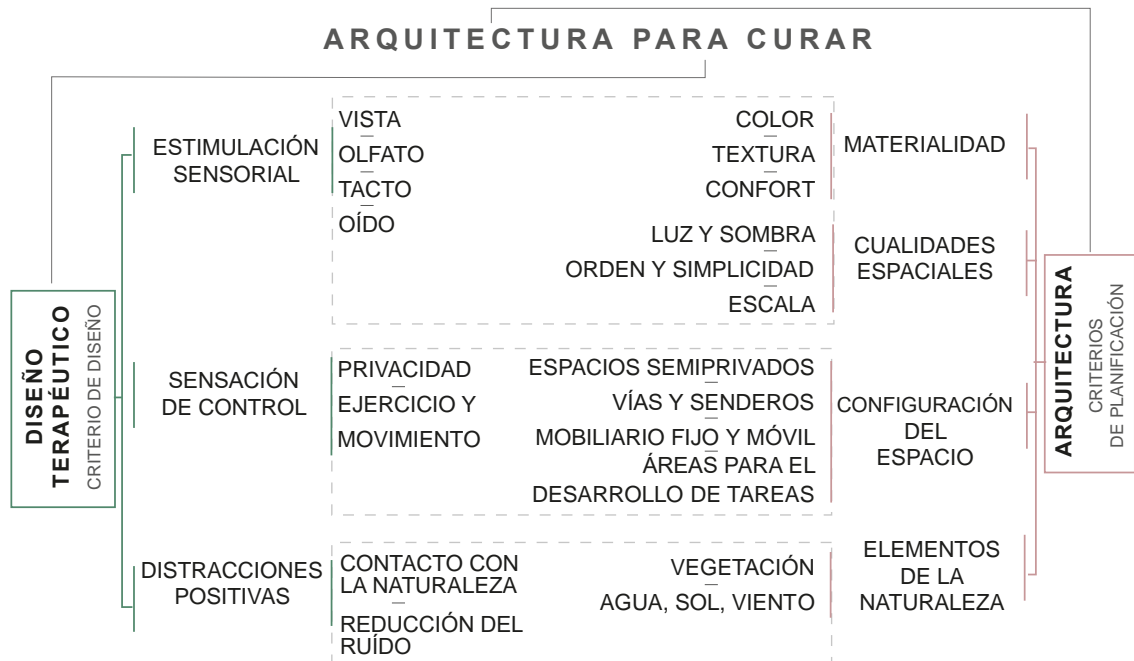 ARQUITECTURA PARA CURAR
DISEÑO
TERAPÉUTICO
CRITERIO DE DISEÑO
ESTIMULACIÓN
SENSORIAL
VISTA
OLFATO
TACTO
OÍDO
COLOR
TEXTURA
CONFORT
MATERIALIDAD
LUZ Y SOMBRA
ORDEN Y SIMPLICIDAD
ESCALA
CUALIDADES
ESPACIALES
SENSACIÓN
DE CONTROL
PRIVACIDAD
EJERCICIO Y
MOVIMIENTO
ESPACIOS SEMIPRIVADOS
VÍAS Y SENDEROS
MOBILIARIO FIJO Y MÓVIL
ÁREAS PARA EL
DESARROLLO DE TAREAS
CONFIGURACIÓN
DEL
ESPACIO
DISTRACCIONES
POSITIVAS
CONTACTO CON
LA NATURALEZA
REDUCCIÓN DEL
RUÍDO
VEGETACIÓN
AGUA, SOL, VIENTO
ELEMENTOS
DE LA
NATURALEZA
ARQUITECTURA
CRITERIOS
DE PLANIFICACIÓN